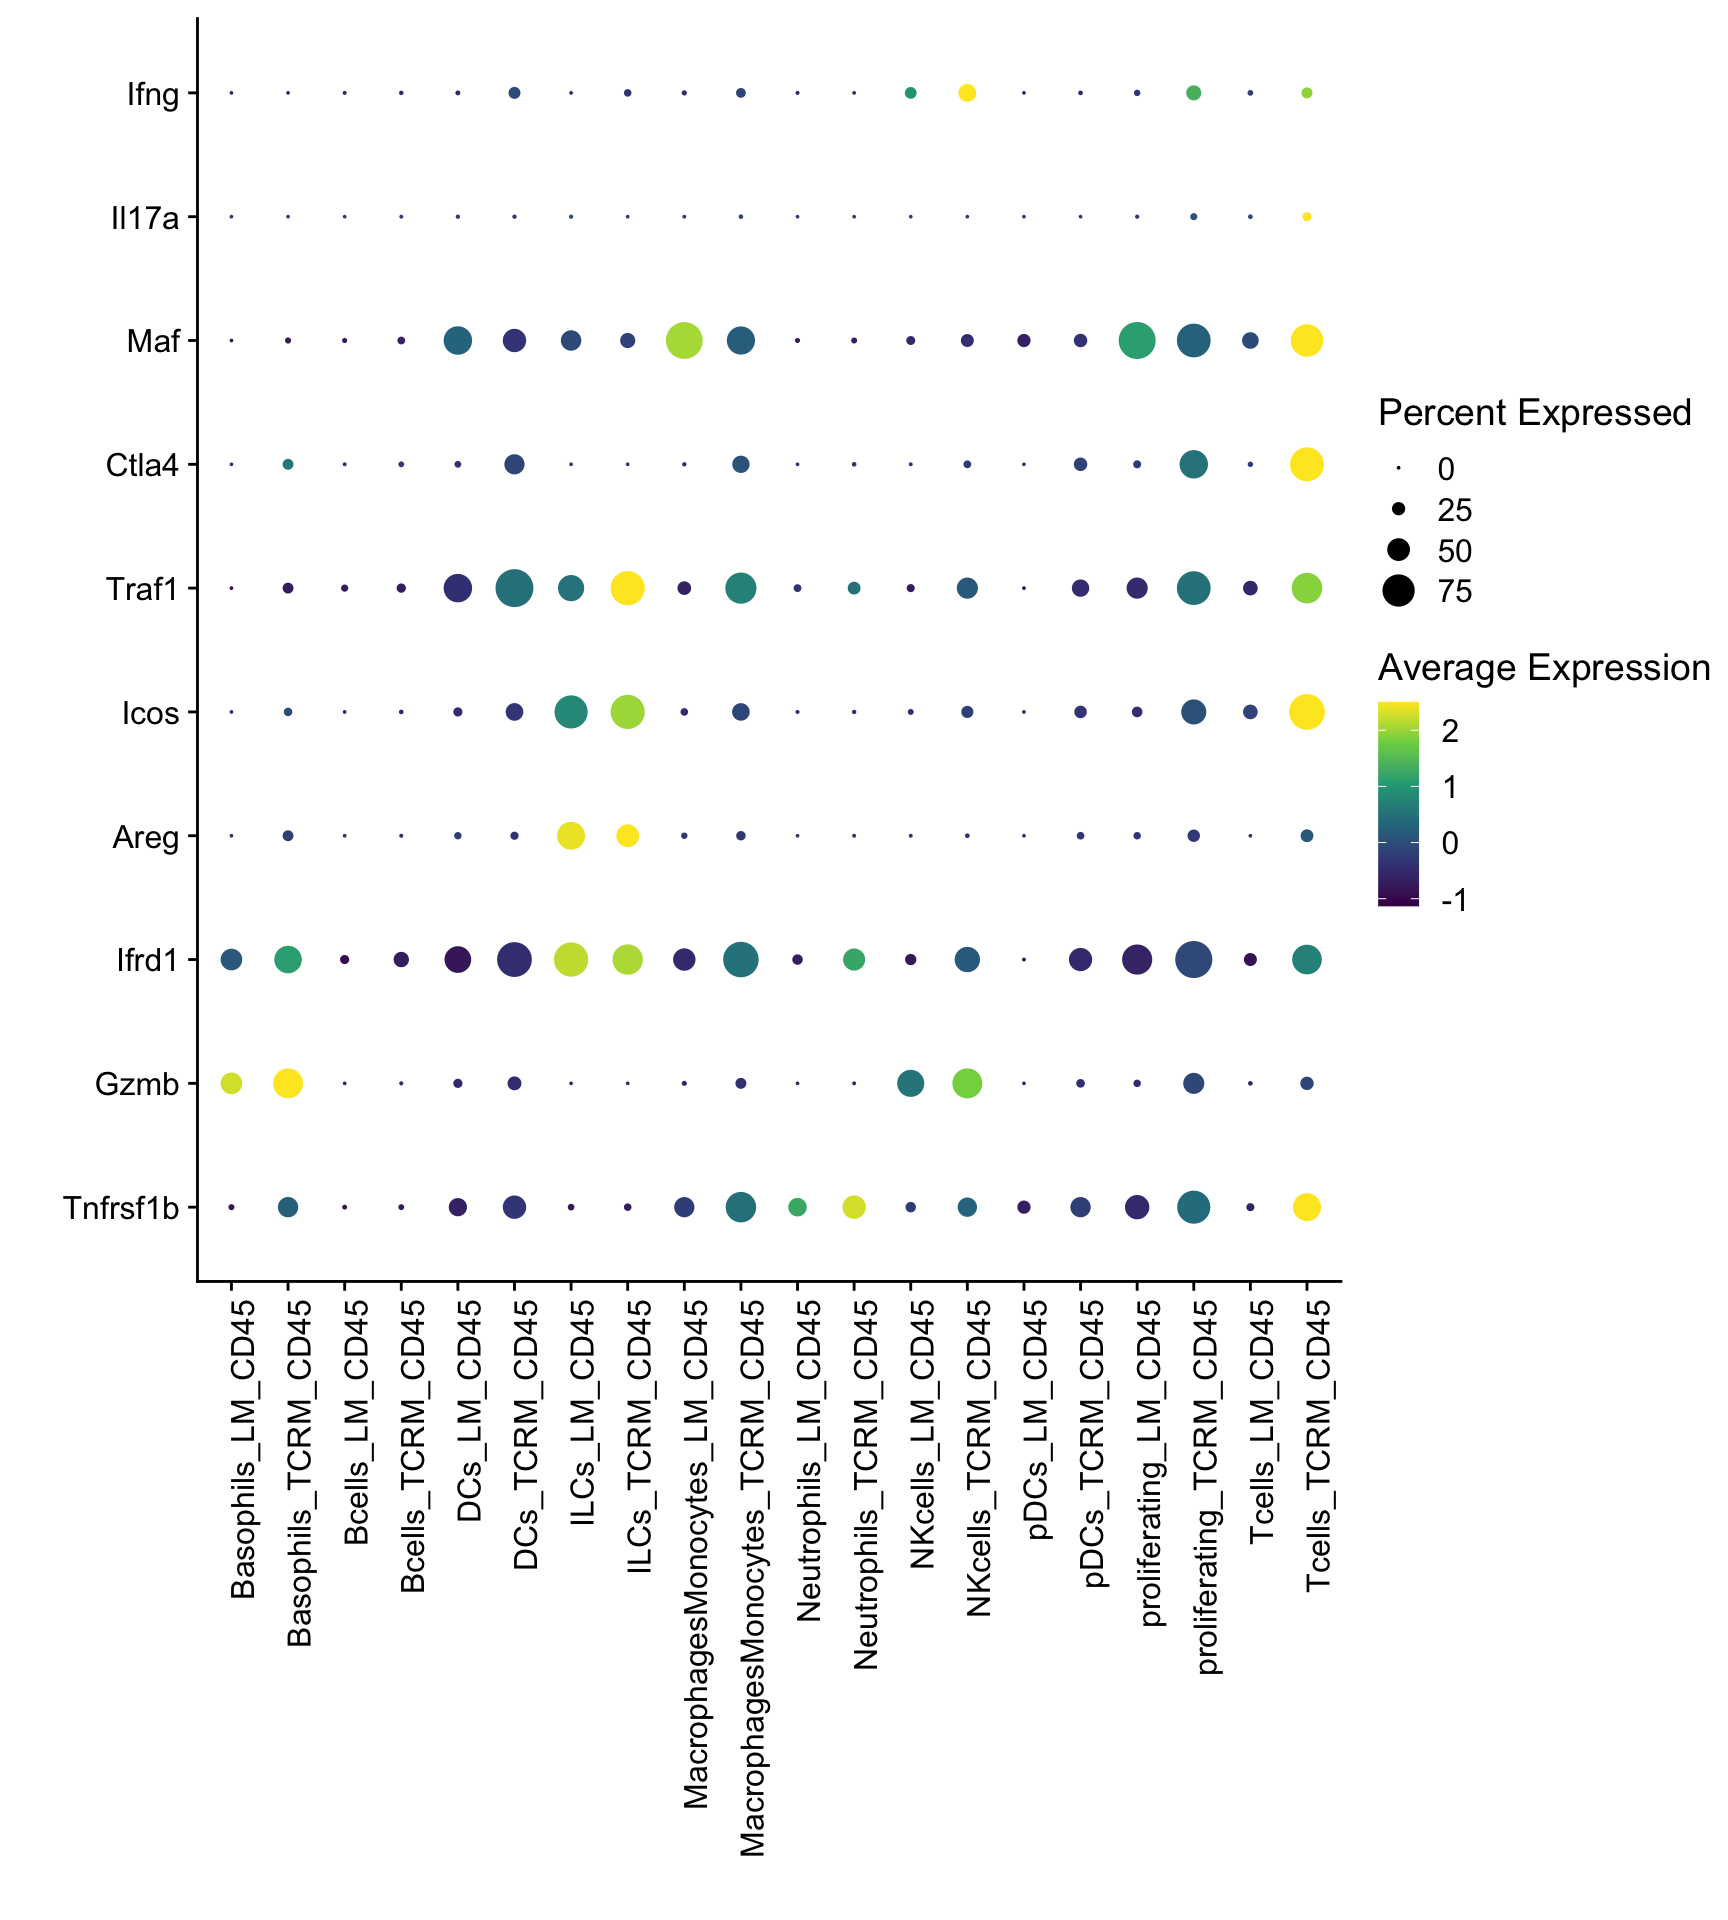 Ifng
Il17a
Maf
Ctla4
Traf1
Icos
Areg
Ifrd1
Gzmb
Tnfrsf1b
Basophils_LM_CD45
Basophils_TCRM_CD45
Bcells_LM_CD45
Bcells_TCRM_CD45
DCs_LM_CD45
DCs_TCRM_CD45
ILCs_LM_CD45
ILCs_TCRM_CD45
MacrophagesMonocytes_LM_CD45
MacrophagesMonocytes_TCRM_CD45
Neutrophils_LM_CD45
Neutrophils_TCRM_CD45
NKcells_LM_CD45
NKcells_TCRM_CD45
pDCs_LM_CD45
pDCs_TCRM_CD45
proliferating_LM_CD45
proliferating_TCRM_CD45
Tcells_LM_CD45
Tcells_TCRM_CD45
Percent Expressed
0
25
50
75
Average Expression
2
1
0
-1